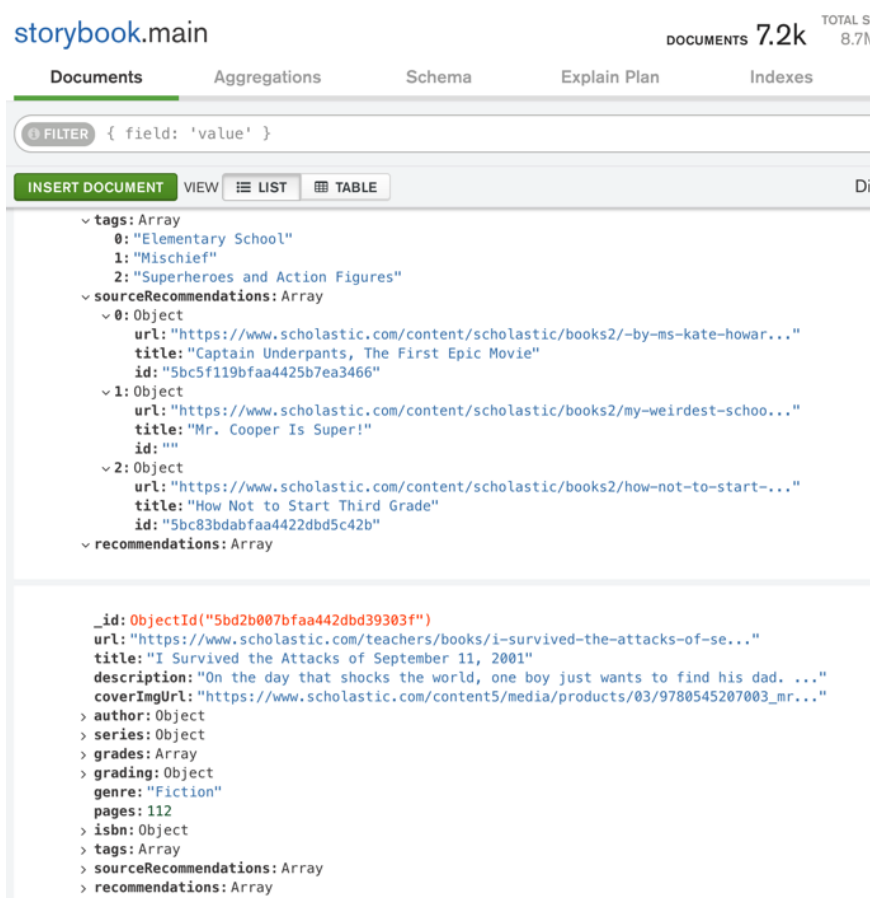 storybook.main
DOCUMENTS 7.2k
TOTAL S
8.7M
Documents Aggregations Schema Explain Plan Indexes
FILTER { field: 'value' }
INSERT DOCUMENT VIEW LIST TABLE Di
tags: Array
0: "Elementary School"
1: "Mischief"
2: "Superheroes and Action Figures"
sourceRecommendations: Array
0: Object
url: "https://www.scholastic.com/content/scholastic/books2/-by-ms-kate-howar..."
title: "Captain Underpants, The First Epic Movie"
id: "5bc5f119bfaa4425b7ea3466"
1: Object
url: "https://www.scholastic.com/content/scholastic/books2/my-weirdest-schoo..."
title: "Mr. Cooper Is Super!"
id: ""
2: Object
url: "https://www.scholastic.com/content/scholastic/books2/how-not-to-start-..."
title: "How Not to Start Third Grade"
id: "5bc83bdabfaa4422dbd5c42b"
recommendations: Array
_id: ObjectId("5bd2b007bfaa442dbd39303f")
url: "https://www.scholastic.com/teachers/books/i-survived-the-attacks-of-se..."
title: "I Survived the Attacks of September 11, 2001"
description: "On the day that shocks the world, one boy just wants to find his dad. ..."
coverImgUrl: "https://www.scholastic.com/content5/media/products/03/9780545207003_mr..."
author: Object
series: Object
grades: Array
grading: Object
genre: "Fiction"
pages: 112
isbn: Object
tags: Array
sourceRecommendations: Array
recommendations: Array